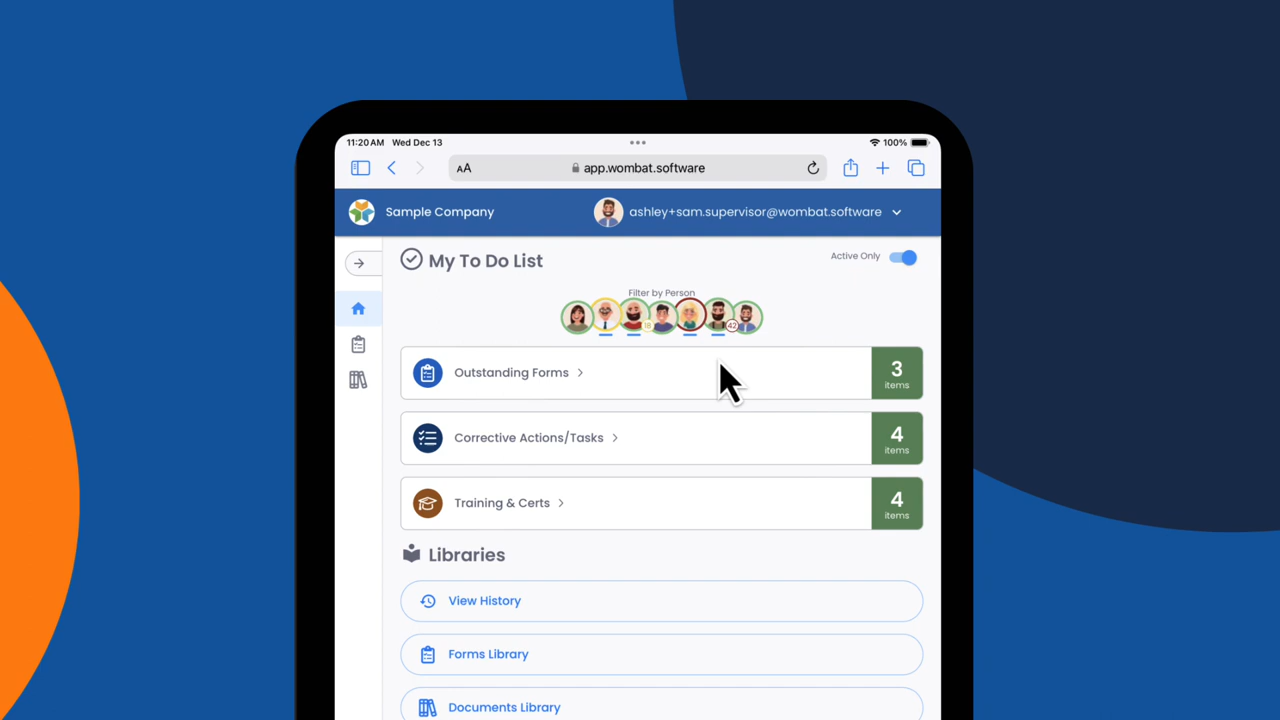 11:20 AM Wed Dec 13
100%
AA
app.wombat.software
Sample Company
ashley+sam.supervisor@wombat.software
My To Do List
Active Only
Filter by Person
18
42
Outstanding Forms
3
items
Corrective Actions/Tasks
4
items
Training & Certs
4
items
Libraries
View History
Forms Library
Documents Library